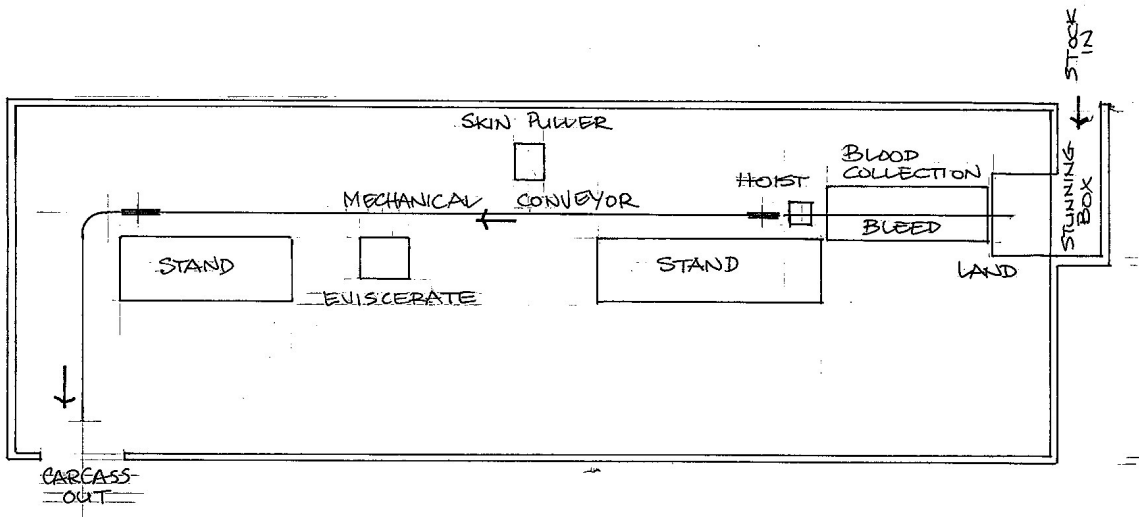 STOCK
IN
SKIN PULLER
BLOOD
COLLECTION
HOIST
STUNNING
BOX
MECHANICAL CONVEYOR
BLEED
STAND
STAND
LAND
EVISCERATE
CARCASS
OUT